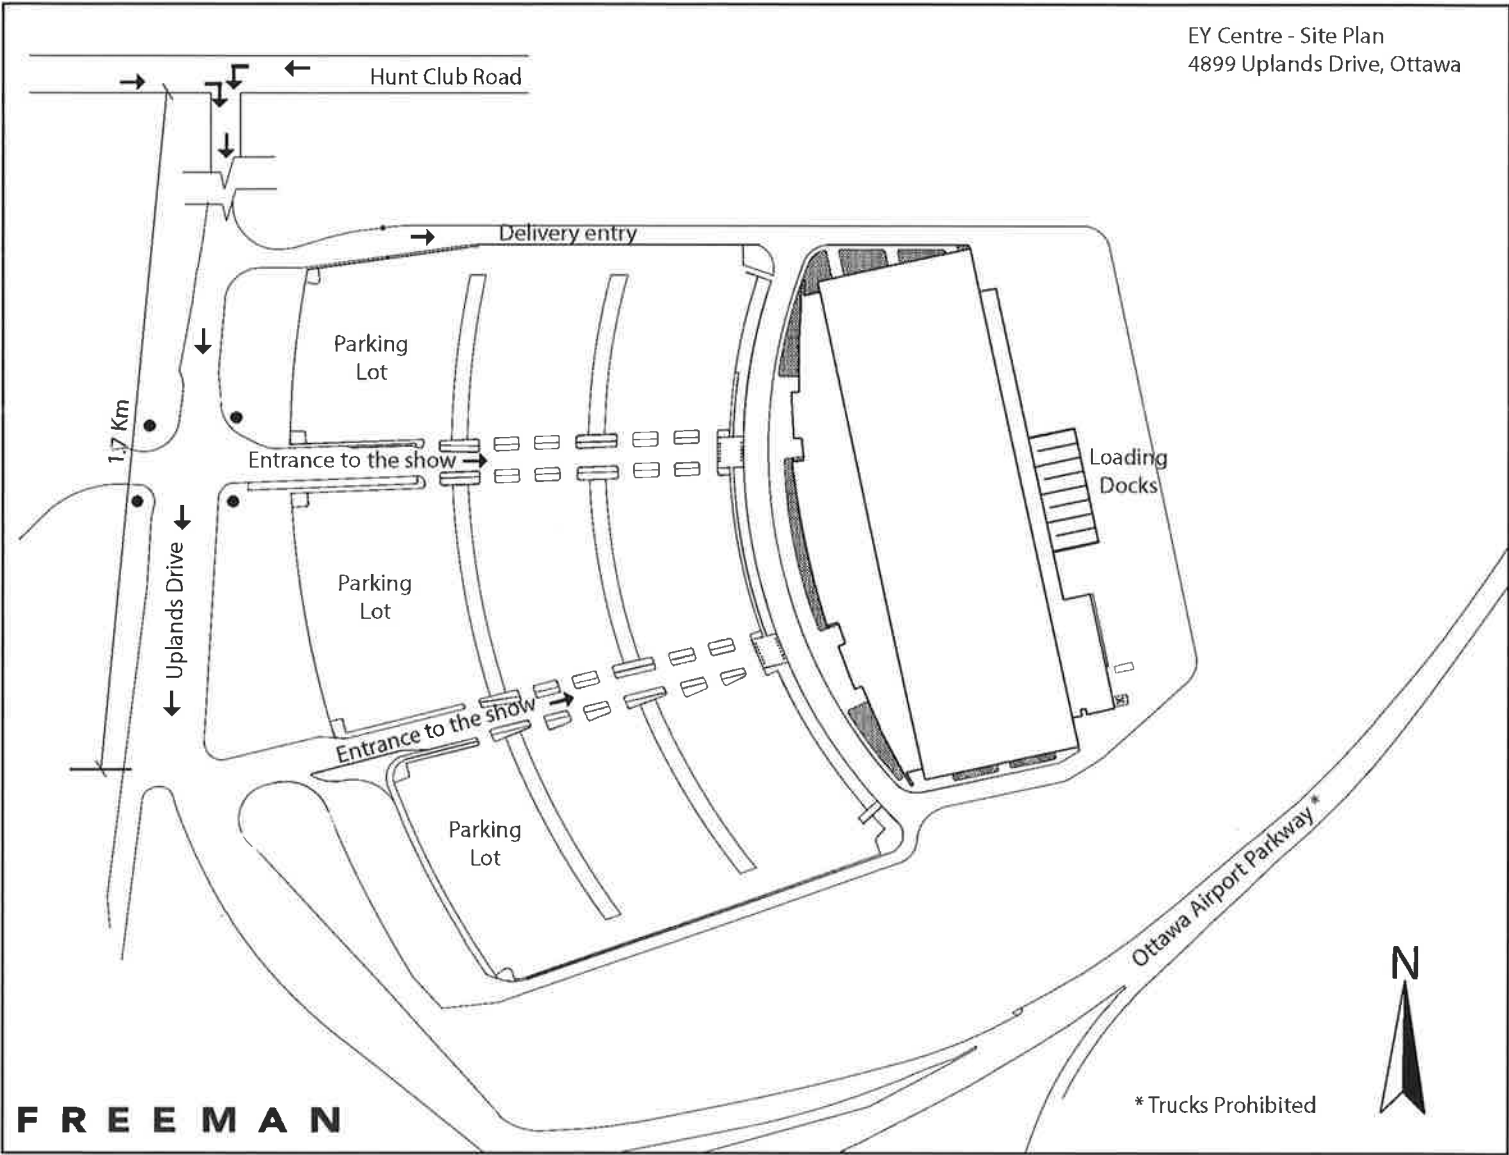 EY Centre - Site Plan
4899 Uplands Drive, Ottawa
Hunt Club Road
Delivery entry
Parking
Lot
1.7 Km
Entrance to the show
Loading
Docks
Parking
Lot
Uplands Drive
Entrance to the show
Parking
Lot
Ottawa Airport Parkway *
N
* Trucks Prohibited
FREEMAN